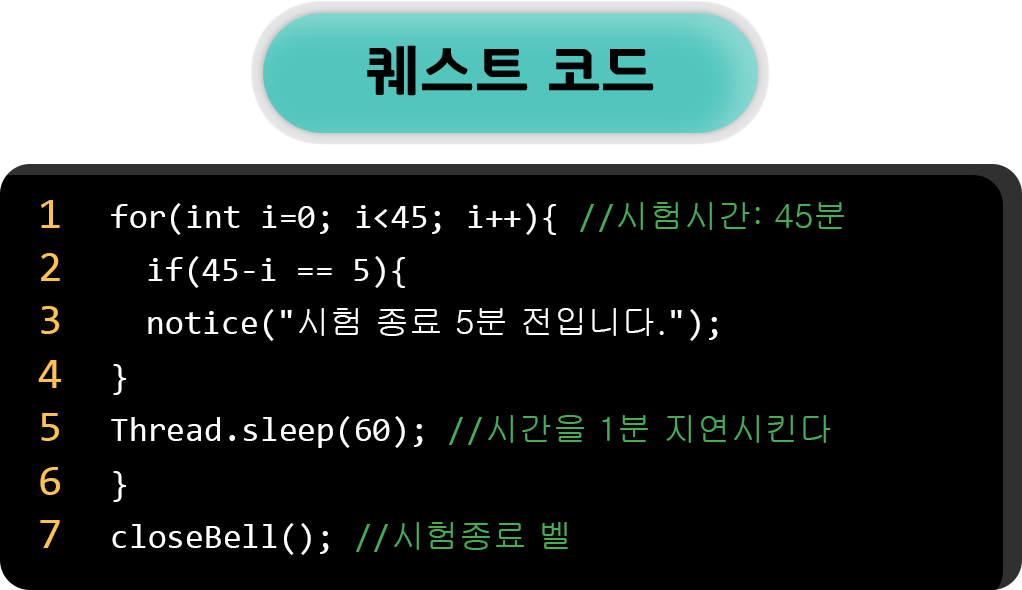 퀘스트 코드
1 for(int i=0; i<45; i++){ //시험시간: 45분
2 if(45-i == 5){
3 notice("시험 종료 5분 전입니다.");
4 }
5 Thread.sleep(60); //시간을 1분 지연시킨다
6 }
7 closeBell(); //시험종료 벨